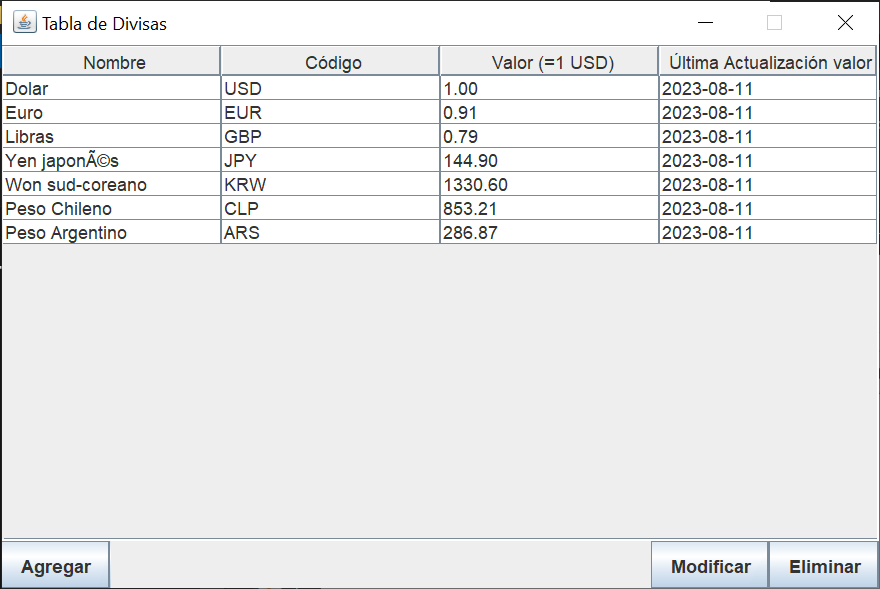 Tabla de Divisas
Nombre Código Valor (=1 USD) Última Actualización valor
Dolar USD 1.00 2023-08-11
Euro EUR 0.91 2023-08-11
Libras GBP 0.79 2023-08-11
Yen japonÃ©s JPY 144.90 2023-08-11
Won sud-coreano KRW 1330.60 2023-08-11
Peso Chileno CLP 853.21 2023-08-11
Peso Argentino ARS 286.87 2023-08-11
Agregar Modificar Eliminar